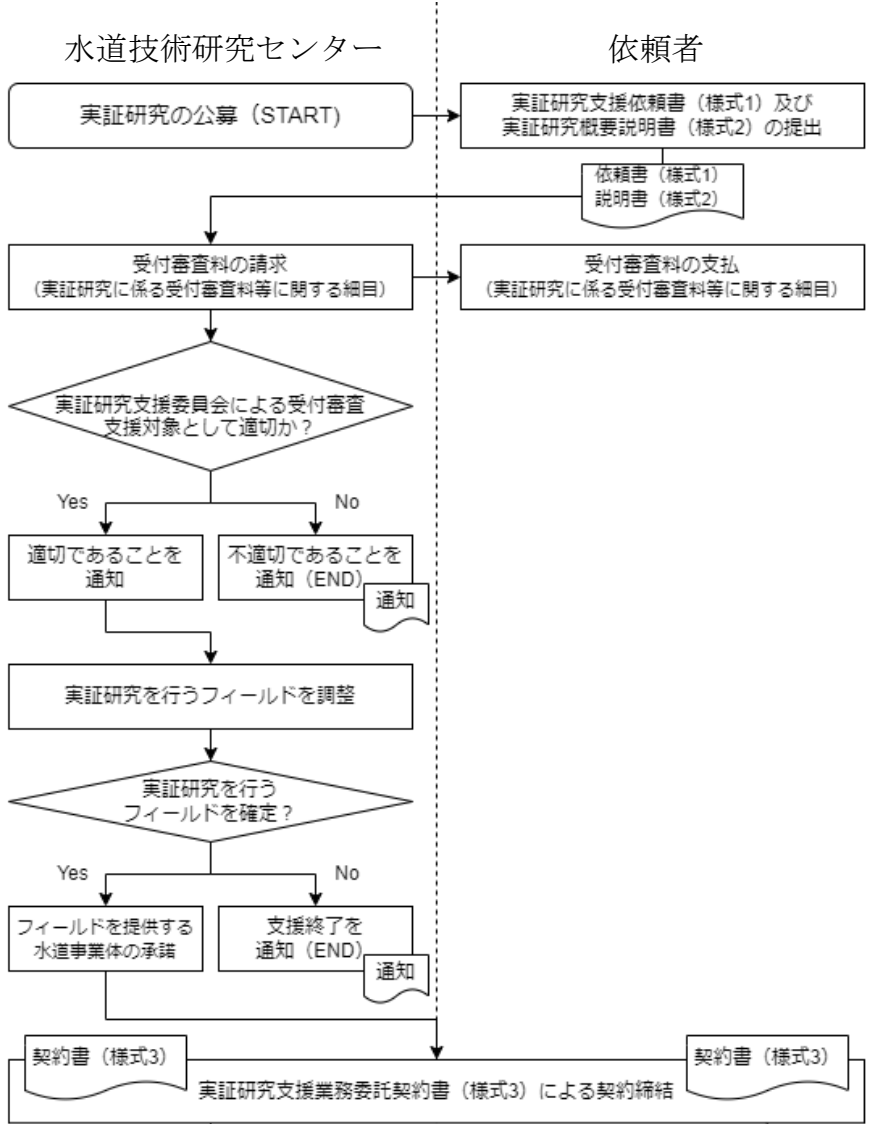 水道技術研究センター
依頼者
実証研究の公募（START)
実証研究支援依頼書（様式1）及び
実証研究概要説明書（様式2）の提出
依頼書（様式1）
説明書（様式2）
受付審査料の請求
（実証研究に係る受付審査料等に関する細目）
受付審査料の支払
（実証研究に係る受付審査料等に関する細目）
実証研究支援委員会による受付審査
支援対象として適切か？
Yes
No
適切であることを
通知
不適切であることを
通知（END）
通知
実証研究を行うフィールドを調整
実証研究を行う
フィールドを確定？
Yes
No
フィールドを提供する
水道事業体の承諾
支援終了を
通知（END）
通知
契約書（様式3）
契約書（様式3）
実証研究支援業務委託契約書（様式3）による契約締結